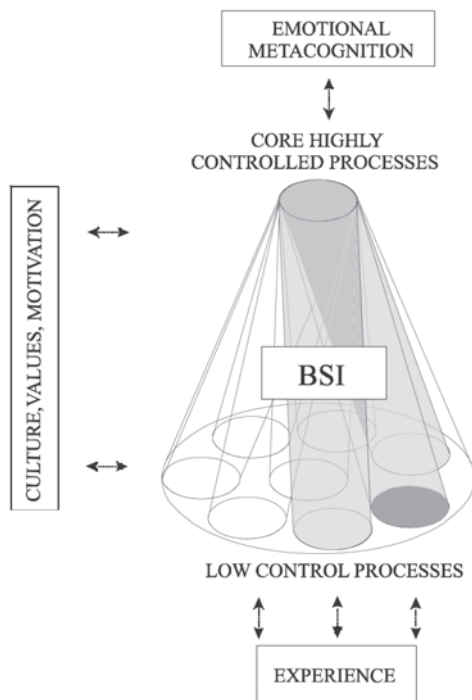 EMOTIONAL
METACOGNITION
CORE HIGHLY
CONTROLLED PROCESSES
CULTURE, VALUES, MOTIVATION
BSI
LOW CONTROL PROCESSES
EXPERIENCE